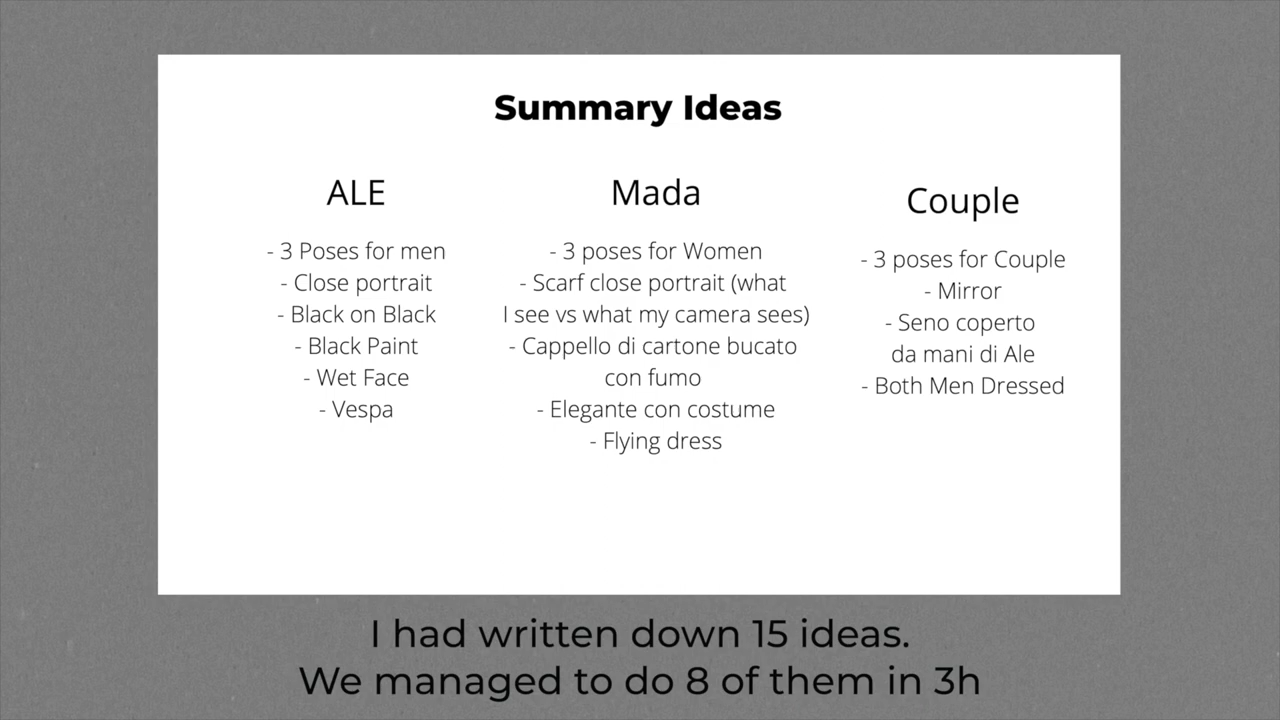 Summary Ideas
ALE
- 3 Poses for men
- Close portrait
- Black on Black
- Black Paint
- Wet Face
- Vespa
Mada
- 3 poses for Women
- Scarf close portrait (what
I see vs what my camera sees)
- Cappello di cartone bucato
con fumo
- Elegante con costume
- Flying dress
Couple
- 3 poses for Couple
- Mirror
- Seno coperto
da mani di Ale
- Both Men Dressed
I had written down 15 ideas.
We managed to do 8 of them in 3h